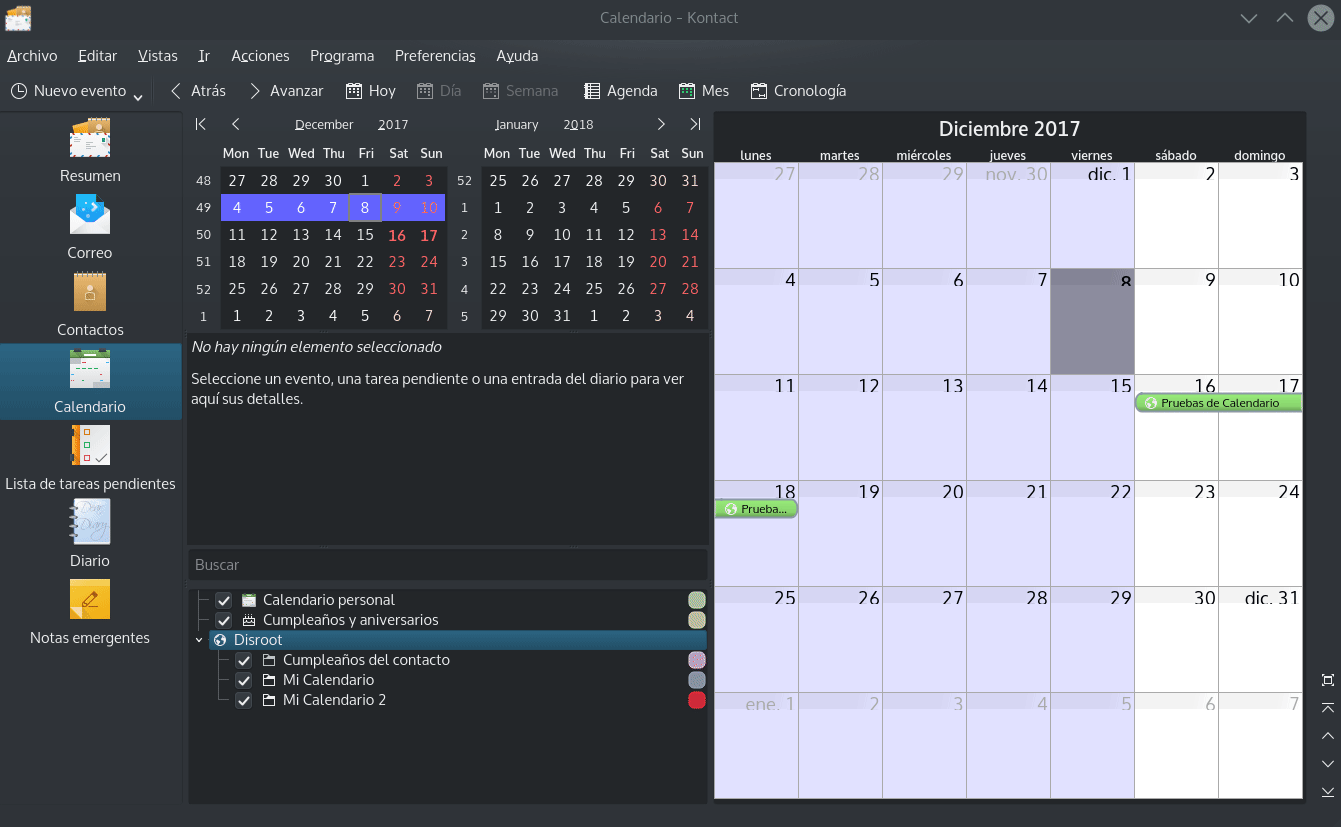 Calendario - Kontact
Archivo Editar Vistas Ir Acciones Programa Preferencias Ayuda
Nuevo evento Atrás Avanzar Hoy Día Semana Agenda Mes Cronología
Resumen
Correo
Contactos
Calendario
Lista de tareas pendientes
Diario
Notas emergentes
December 2017
Mon Tue Wed Thu Fri Sat Sun
48 27 28 29 30 1 2 3
49 4 5 6 7 8 9 10
50 11 12 13 14 15 16 17
51 18 19 20 21 22 23 24
52 25 26 27 28 29 30 31
1 1 2 3 4 5 6 7
January 2018
Mon Tue Wed Thu Fri Sat Sun
52 25 26 27 28 29 30 31
1 1 2 3 4 5 6 7
2 8 9 10 11 12 13 14
3 15 16 17 18 19 20 21
4 22 23 24 25 26 27 28
5 29 30 31 1 2 3 4
No hay ningún elemento seleccionado
Seleccione un evento, una tarea pendiente o una entrada del diario para ver
aquí sus detalles.
Buscar
Calendario personal
Cumpleaños y aniversarios
Disroot
Cumpleaños del contacto
Mi Calendario
Mi Calendario 2
Diciembre 2017
lunes martes miércoles jueves viernes sábado domingo
27 28 29 nov. 30 dic. 1 2 3
4 5 6 7 8 9 10
11 12 13 14 15 16 17
Pruebas de Calendario
18 19 20 21 22 23 24
Prueba...
25 26 27 28 29 30 dic. 31
ene. 1 2 3 4 5 6 7